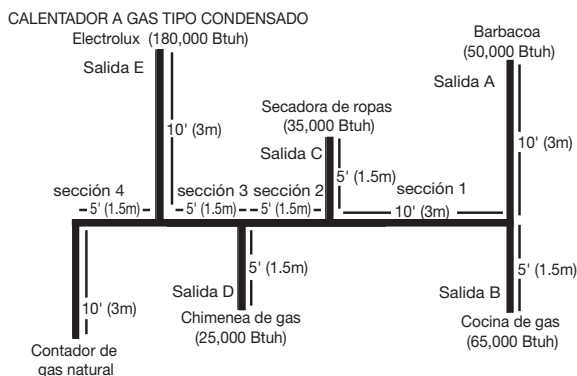 CALENTADOR A GAS TIPO CONDENSADO
Electrolux (180,000 Btuh)
Salida E
10' (3m)
Barbacoa
(50,000 Btuh)
Salida A
10' (3m)
Secadora de ropas
(35,000 Btuh)
Salida C
5' (1.5m)
sección 4
5' (1.5m)
sección 3
5' (1.5m)
sección 2
5' (1.5m)
sección 1
10' (3m)
10' (3m)
Contador de
gas natural
5' (1.5m)
Salida D
Chimenea de gas
(25,000 Btuh)
5' (1.5m)
Salida B
Cocina de gas
(65,000 Btuh)